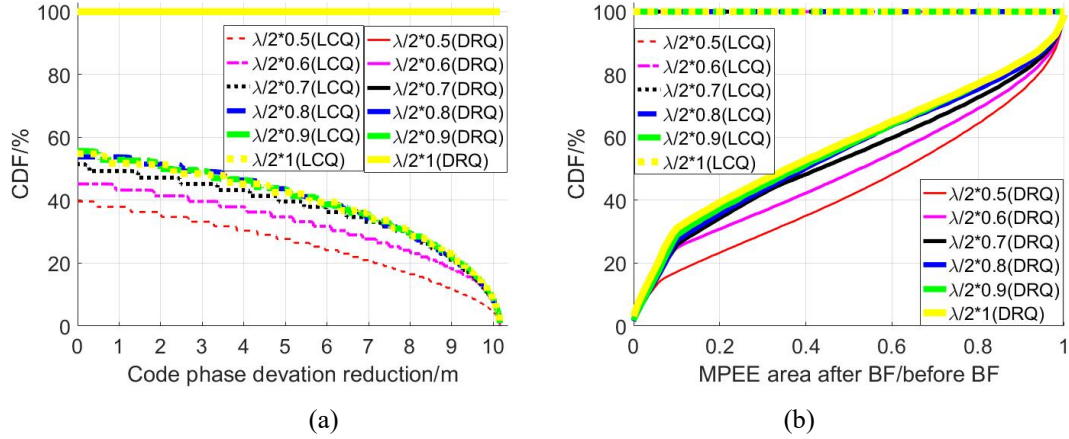 100
80
60
40
20
0
CDF/%
λ/2*0.5(LCQ)
λ/2*0.6(LCQ)
λ/2*0.7(LCQ)
λ/2*0.8(LCQ)
λ/2*0.9(LCQ)
λ/2*1(LCQ)
λ/2*0.5(DRQ)
λ/2*0.6(DRQ)
λ/2*0.7(DRQ)
λ/2*0.8(DRQ)
λ/2*0.9(DRQ)
λ/2*1(DRQ)
0 1 2 3 4 5 6 7 8 9 10
Code phase devation reduction/m
(a)
100
80
60
40
20
0
CDF/%
λ/2*0.5(LCQ)
λ/2*0.6(LCQ)
λ/2*0.7(LCQ)
λ/2*0.8(LCQ)
λ/2*0.9(LCQ)
λ/2*1(LCQ)
λ/2*0.5(DRQ)
λ/2*0.6(DRQ)
λ/2*0.7(DRQ)
λ/2*0.8(DRQ)
λ/2*0.9(DRQ)
λ/2*1(DRQ)
0 0.2 0.4 0.6 0.8 1
MPEE area after BF/before BF
(b)